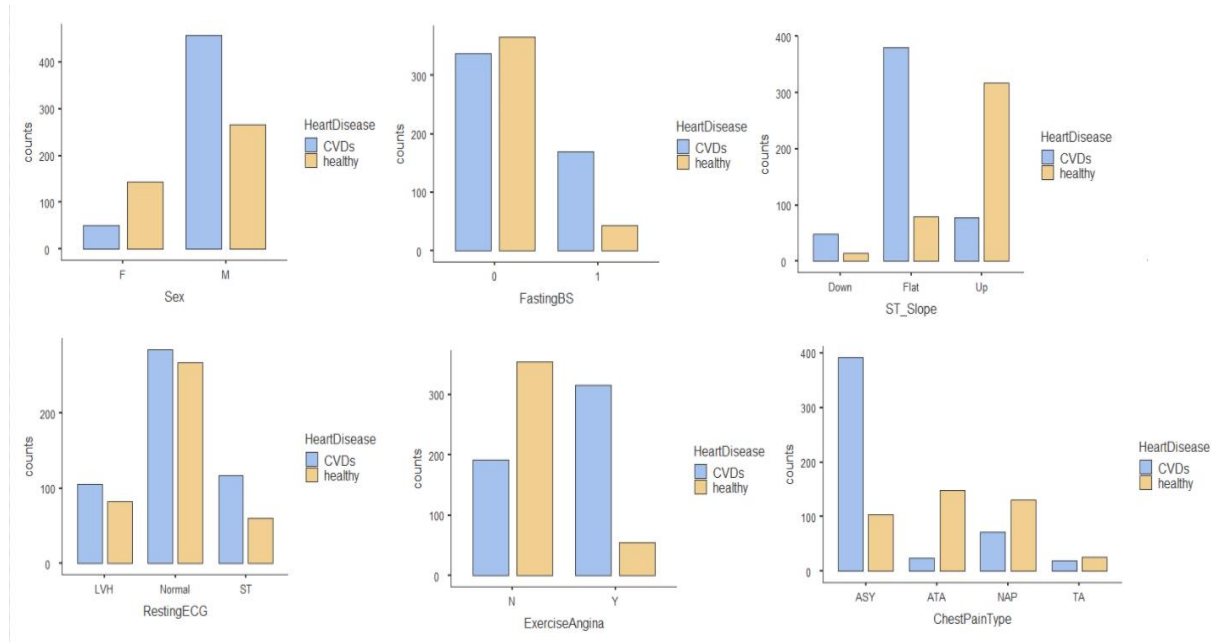 400
300
200
100
0
counts
F M
Sex
HeartDisease
CVDs
healthy
300
200
100
0
counts
0 1
FastingBS
HeartDisease
CVDs
healthy
400
300
200
100
0
counts
Down Flat Up
ST_Slope
HeartDisease
CVDs
healthy
200
100
0
counts
LVH Normal ST
RestingECG
HeartDisease
CVDs
healthy
300
200
100
0
counts
N Y
ExerciseAngina
HeartDisease
CVDs
healthy
400
300
200
100
0
counts
ASY ATA NAP TA
ChestPainType
HeartDisease
CVDs
healthy